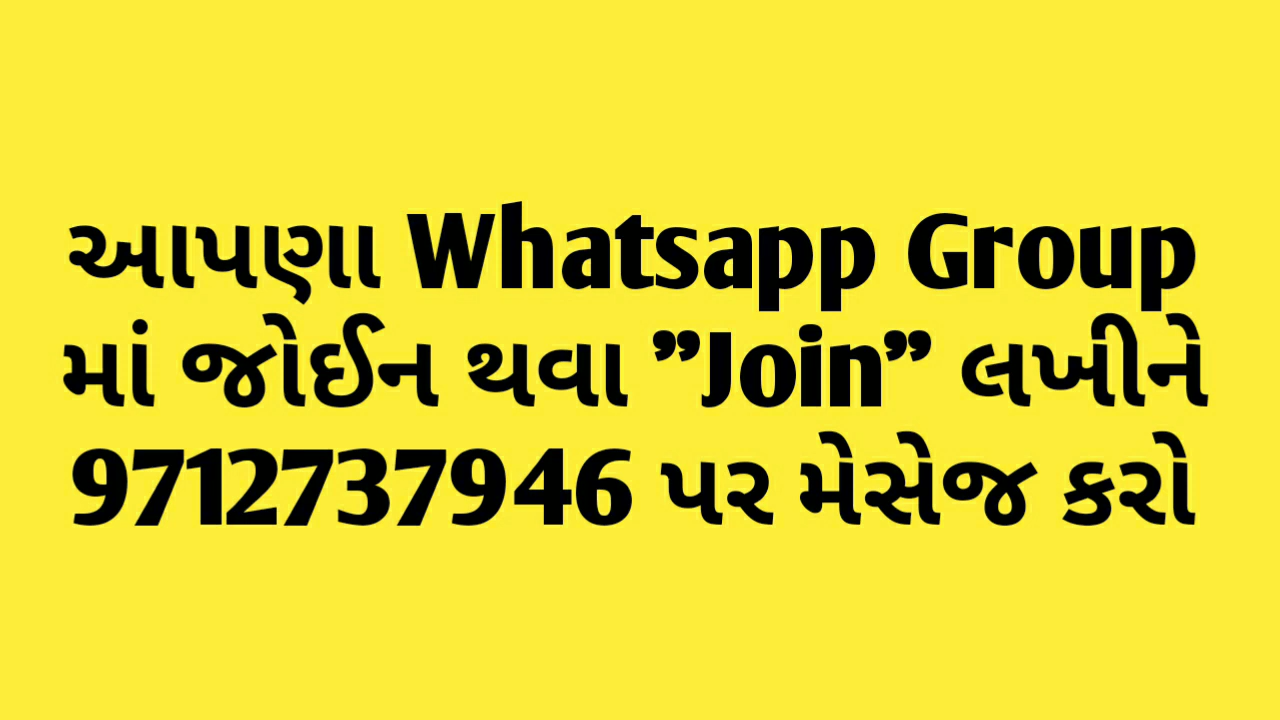 આપણા Whatsapp Group
માં જોઈન થવા ”Join” લખીને
9712737946 પર મેસેજ કરો